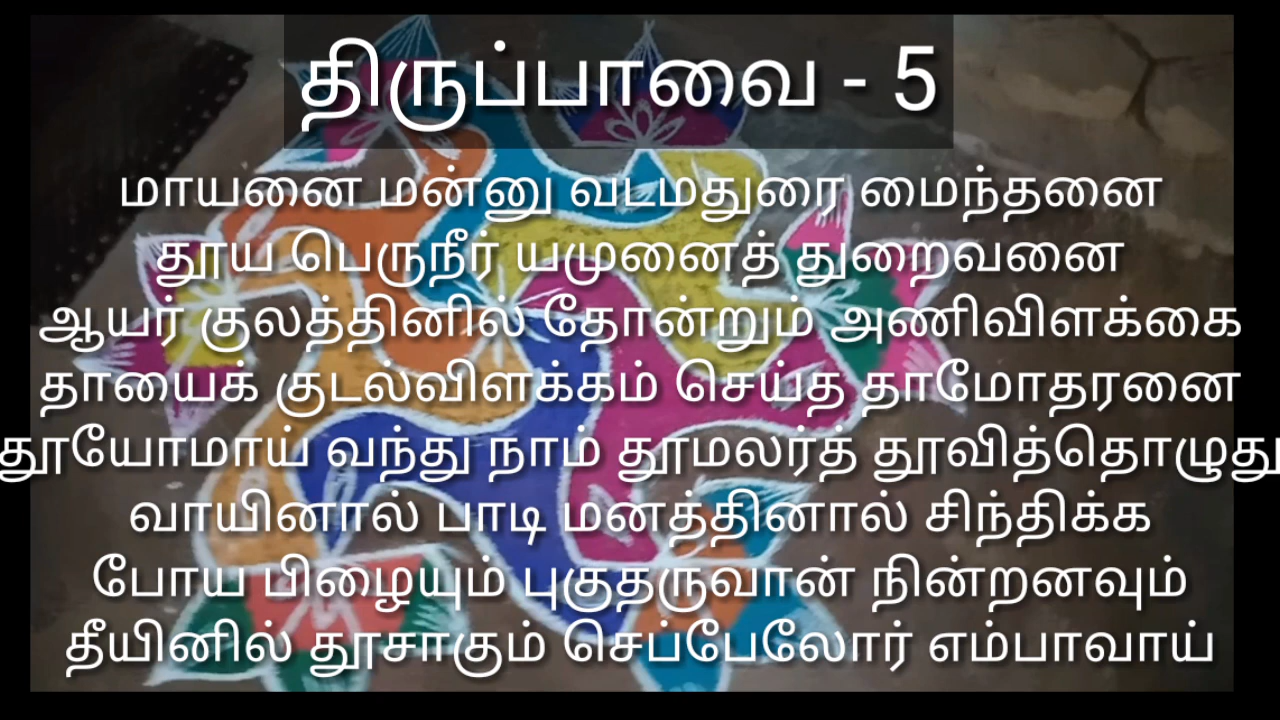 திருப்பாவை - 5
மாயனை மன்னு வடமதுரை மைந்தனை
தூய பெருநீர் யமுனைத் துறைவனை
ஆயர் குலத்தினில் தோன்றும் அணிவிளக்கை
தாயைக் குடல்விளக்கம் செய்த தாமோதரனை
தூயோமாய் வந்து நாம் தூமலர்த் தூவித்தொழுது
வாயினால் பாடி மனத்தினால் சிந்திக்க
போய பிழையும் புகுதருவான் நின்றனவும்
தீயினில் தூசாகும் செப்பேலோர் எம்பாவாய்